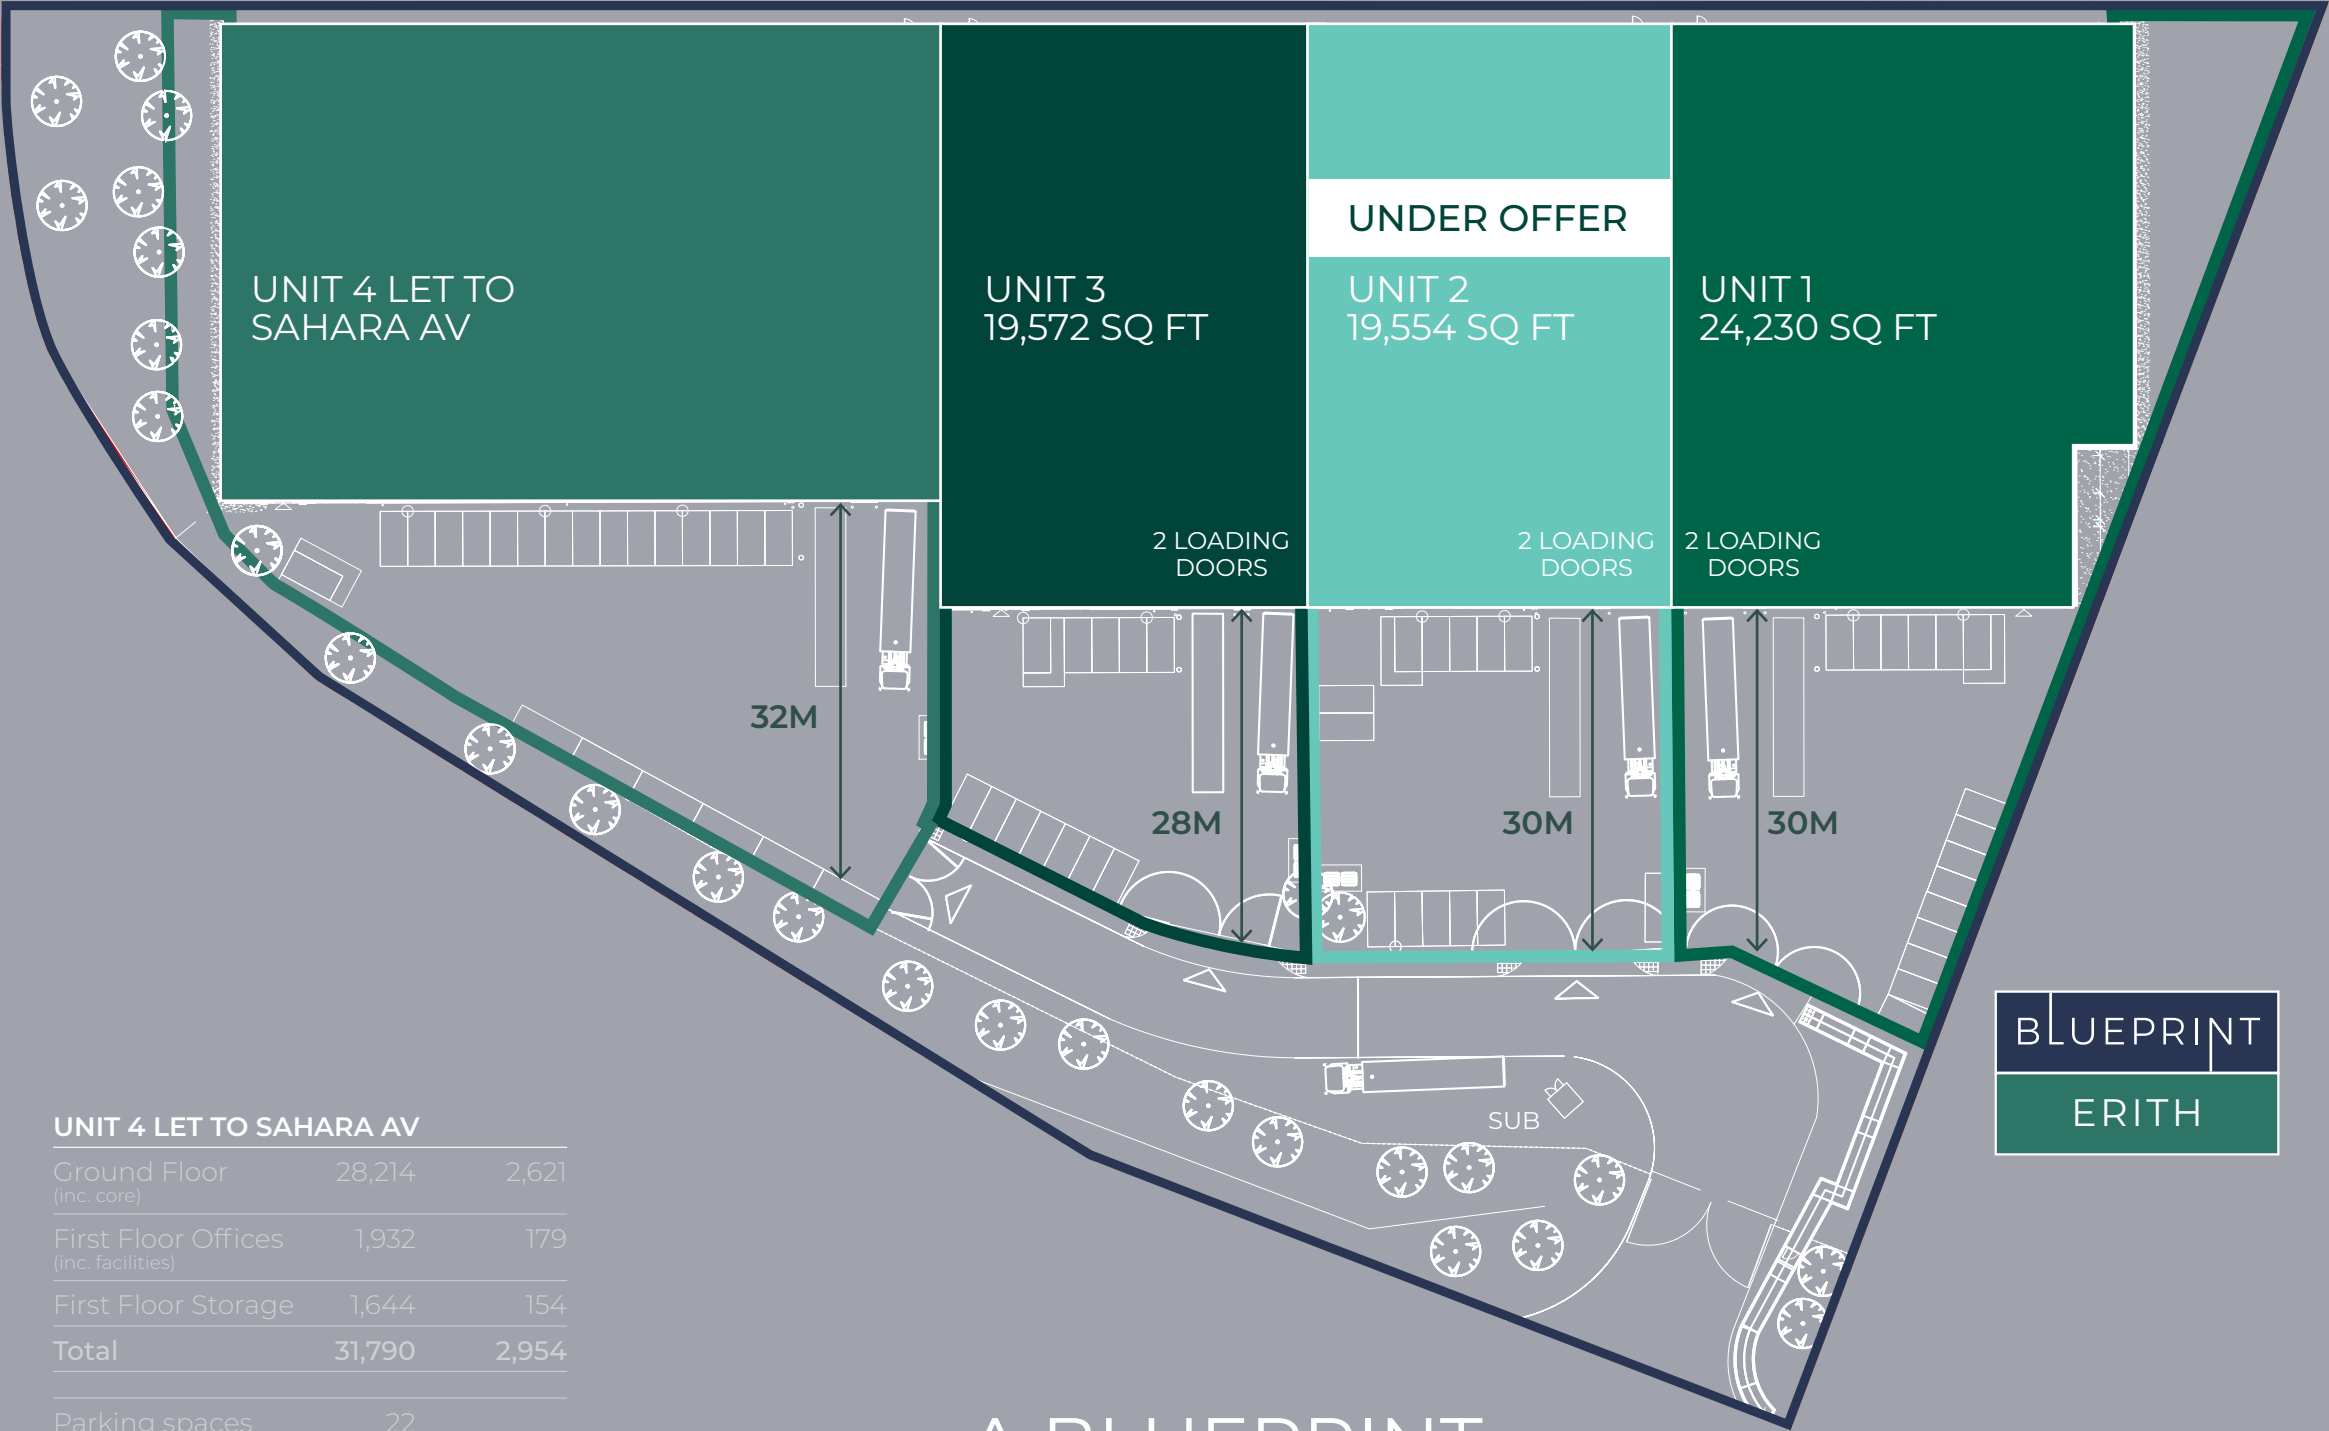 UNDER OFFER
UNIT 4 LET TO
SAHARA AV
UNIT 3
19,572 SQ FT
UNIT 2
19,554 SQ FT
UNIT 1
24,230 SQ FT
2 LOADING
DOORS
2 LOADING
DOORS
2 LOADING
DOORS
32M
28M
30M
30M
SUB
BLUEPRINT
ERITH
UNIT 4 LET TO SAHARA AV
Ground Floor 28,214 2,621
(inc. core)
First Floor Offices 1,932 179
(inc. facilities)
First Floor Storage 1,644 154
Total 31,790 2,954
Parking spaces 22
A BLUEPRINT